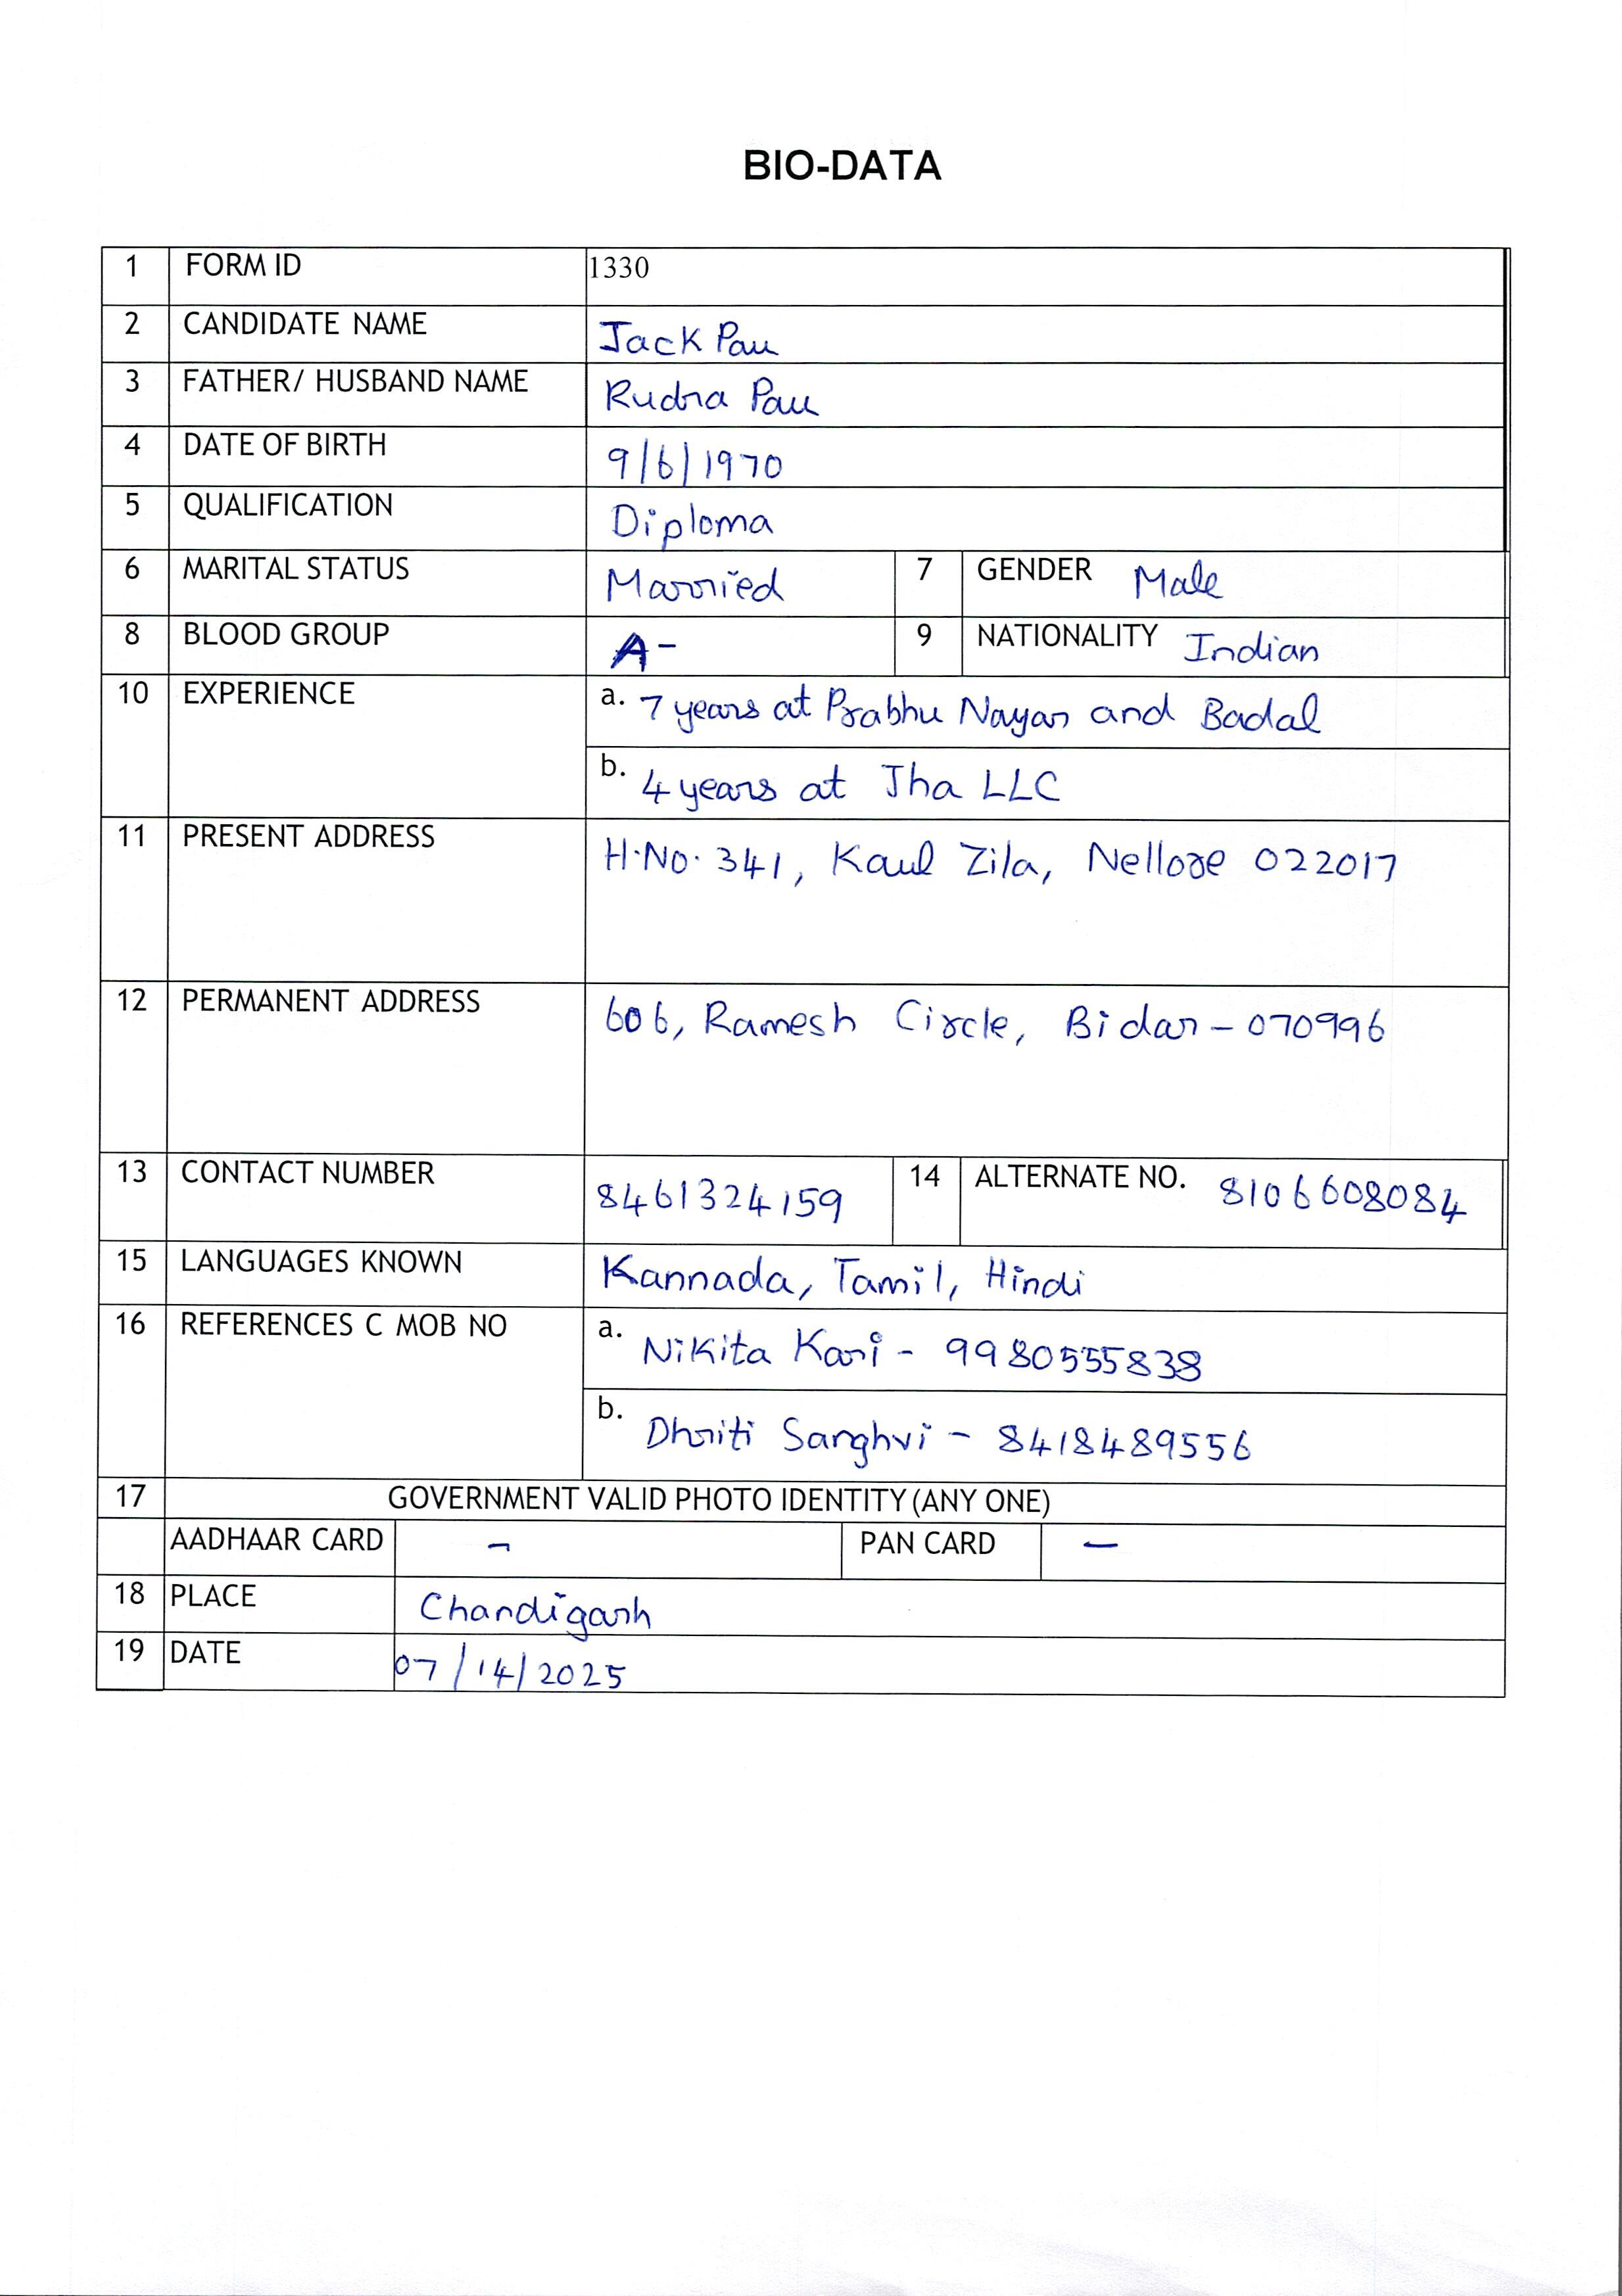 BIO-DATA
1 FORM ID 1330
2 CANDIDATE NAME Jack Pau
3 FATHER/ HUSBAND NAME Rudra Pau
4 DATE OF BIRTH 9/6/1970
5 QUALIFICATION Diploma
6 MARITAL STATUS Married 7 GENDER Male
8 BLOOD GROUP A- 9 NATIONALITY Indian
10 EXPERIENCE a. 7 years at Prabhu Nayar and Badal
b. 4 years at Jha LLC
11 PRESENT ADDRESS H.No. 341, Kaul Zila, Nellore 022017
12 PERMANENT ADDRESS 606, Ramesh Circle, Bidar - 070996
13 CONTACT NUMBER 8461324159 14 ALTERNATE NO. 8106608084
15 LANGUAGES KNOWN Kannada, Tamil, Hindi
16 REFERENCES C MOB NO a. Nikita Kari - 9980555838
b. Dhriti Sanghvi - 8418489556
17 GOVERNMENT VALID PHOTO IDENTITY (ANY ONE)
AADHAAR CARD - PAN CARD -
18 PLACE Chandigarh
19 DATE 07/14/2025